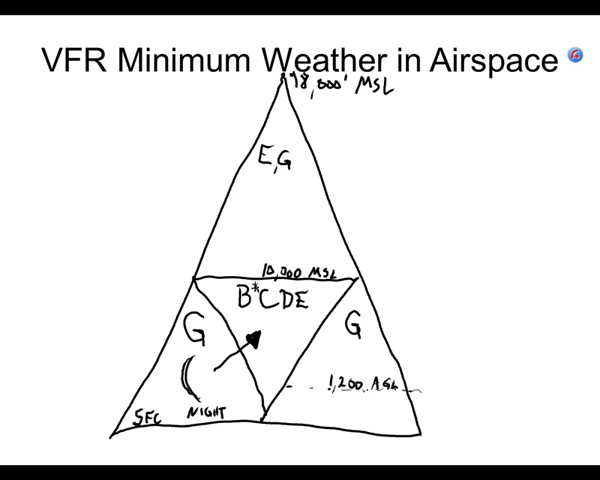 VFR Minimum Weather in Airspace
18,000' MSL
E,G
10,000 MSL
B*CDE
G
G
1,200 AGL
NIGHT
SFC